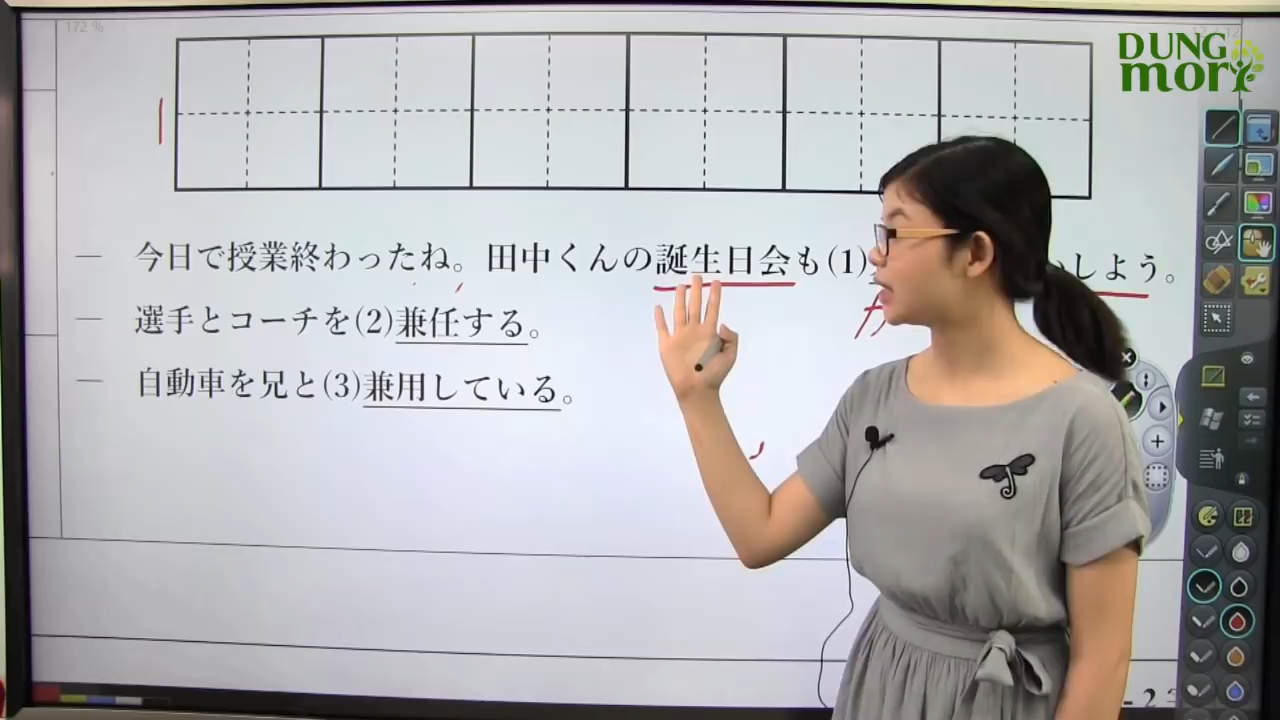 172 %
DUNG
mori
今日で授業終わったね。田中くんの誕生日会も(1) しよう。
選手とコーチを(2)兼任する。
自動車を兄と(3)兼用している。